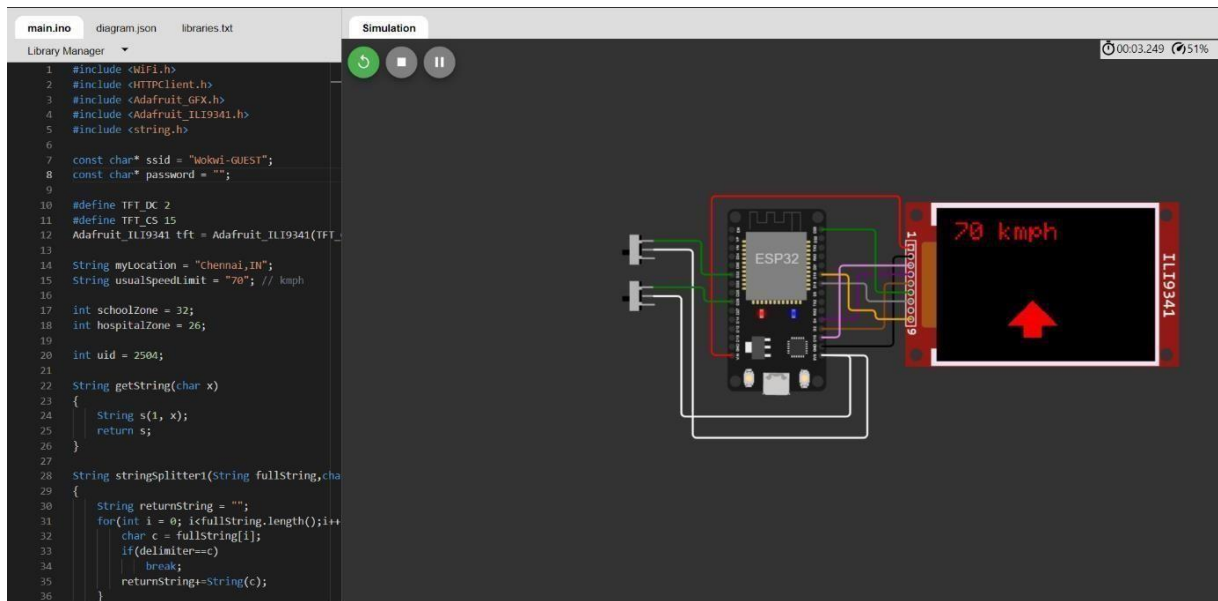 main.ino diagram.json libraries.txt
Library Manager
1 #include <WiFi.h>
2 #include <HTTPClient.h>
3 #include <Adafruit_GFX.h>
4 #include <Adafruit_ILI9341.h>
5 #include <string.h>
6
7 const char* ssid = "Wokwi-GUEST";
8 const char* password = "";
9
10 #define TFT_DC 2
11 #define TFT_CS 15
12 Adafruit_ILI9341 tft = Adafruit_ILI9341(TFT_
13
14 String myLocation = "Chennai,IN";
15 String usualSpeedLimit = "70"; // kmph
16
17 int schoolZone = 32;
18 int hospitalZone = 26;
19
20 int uid = 2504;
21
22 String getString(char x)
23 {
24 String s(1, x);
25 return s;
26 }
27
28 String stringSplitter1(String fullString,cha
29 {
30 String returnString = "";
31 for(int i = 0; i<fullString.length();i++
32 char c = fullString[i];
33 if(delimiter==c)
34 break;
35 returnString+=String(c);
36 }
Simulation
00:03.249 51%
ESP32
1
9
70 kmph
ILI9341